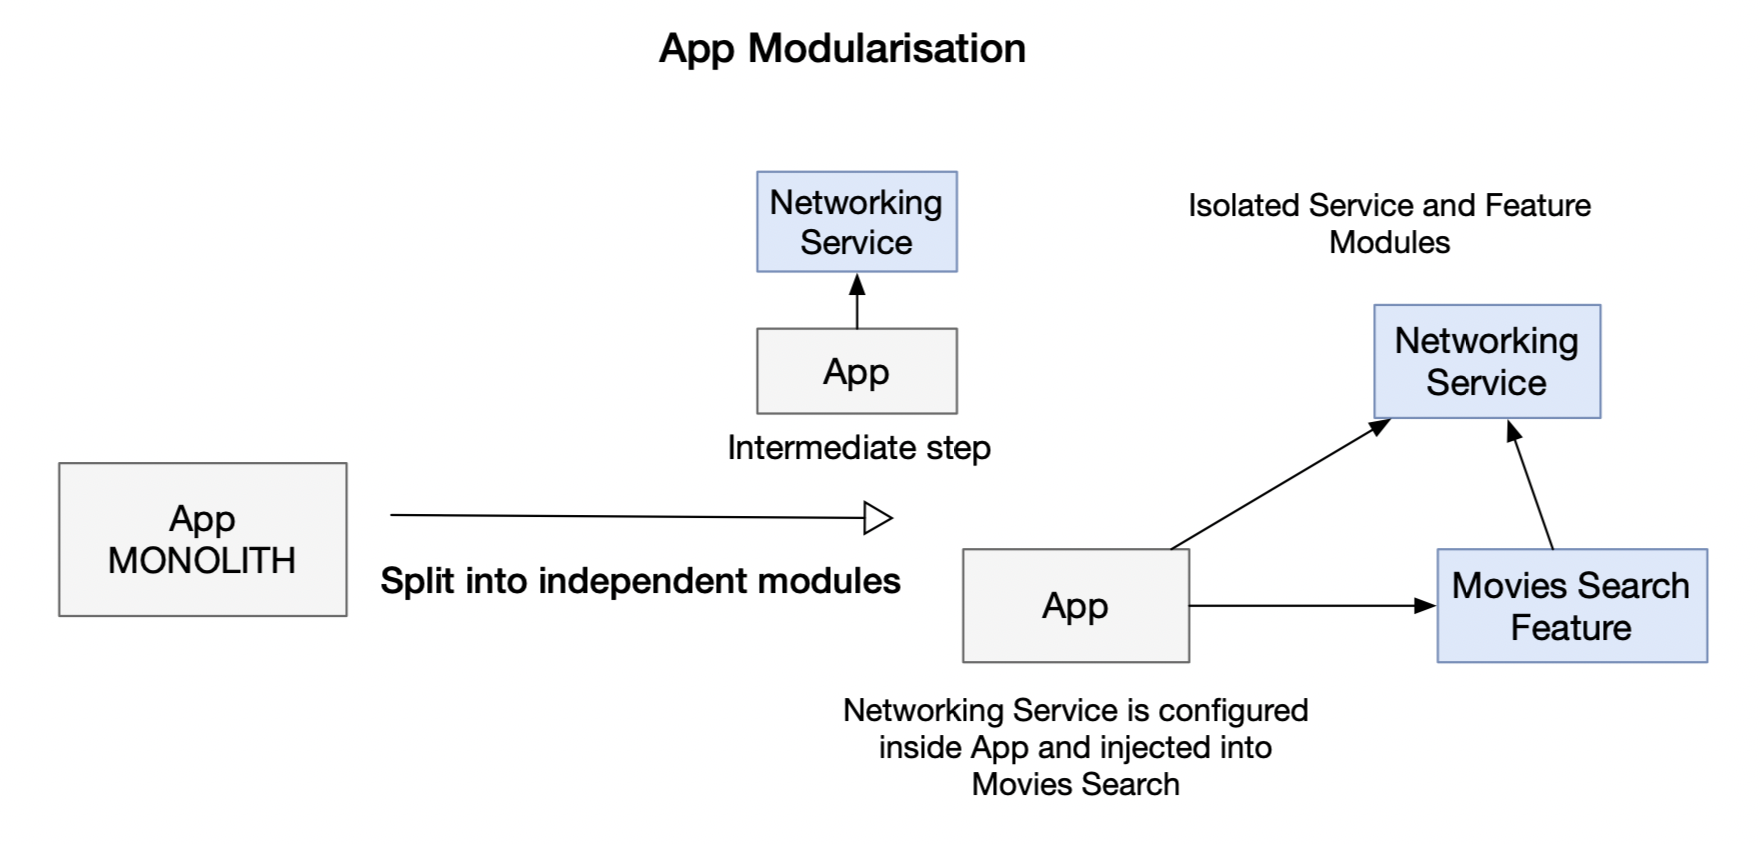 App Modularisation
Networking
Service
App
Intermediate step
App
MONOLITH
Split into independent modules
Isolated Service and Feature
Modules
Networking
Service
App
Movies Search
Feature
Networking Service is configured
inside App and injected into
Movies Search